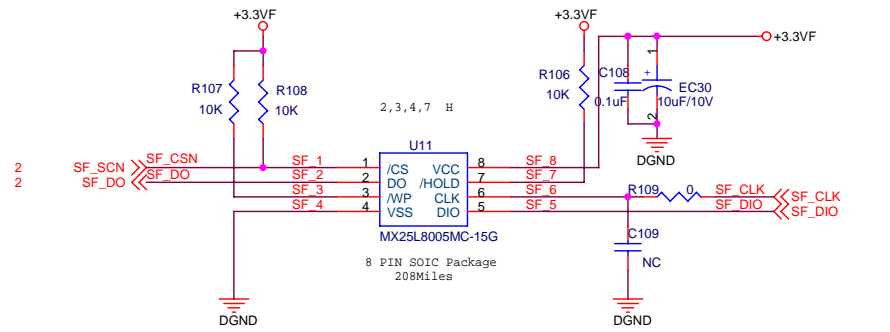 +3.3VF
+3.3VF
+3.3VF
R107
10K
R108
10K
R106
10K
C108
0.1uF
1
+
EC30
10uF/10V
2
DGND
2,3,4,7 H
U11
2 SF_SCN SF_CSN SF_1 1 /CS VCC 8 SF_8
2 SF_DO SF_DO SF_2 2 DO /HOLD 7 SF_7
SF_3 3 /WP CLK 6 SF_6 R109 0 SF_CLK SF_CLK
SF_4 4 VSS DIO 5 SF_5 SF_DIO SF_DIO
MX25L8005MC-15G
C109
NC
8 PIN SOIC Package
208Miles
DGND
DGND